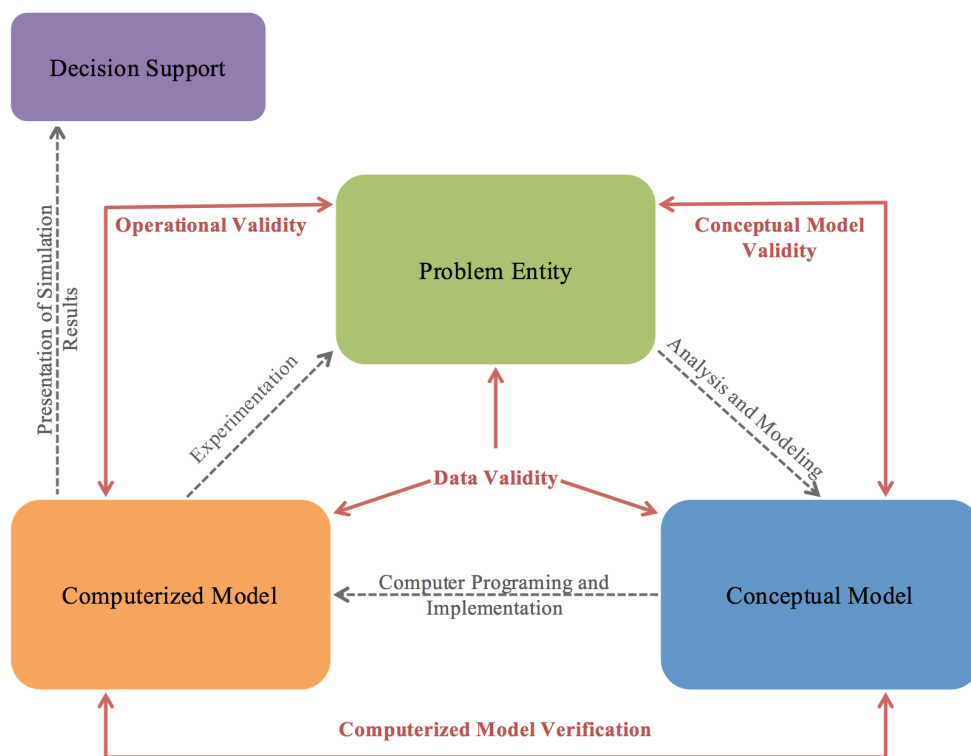 Decision Support
Operational Validity
Conceptual Model
Validity
Problem Entity
Presentation of Simulation
Results
Experimentation
Analysis and Modeling
Data Validity
Computerized Model
Computer Programing and
Implementation
Conceptual Model
Computerized Model Verification